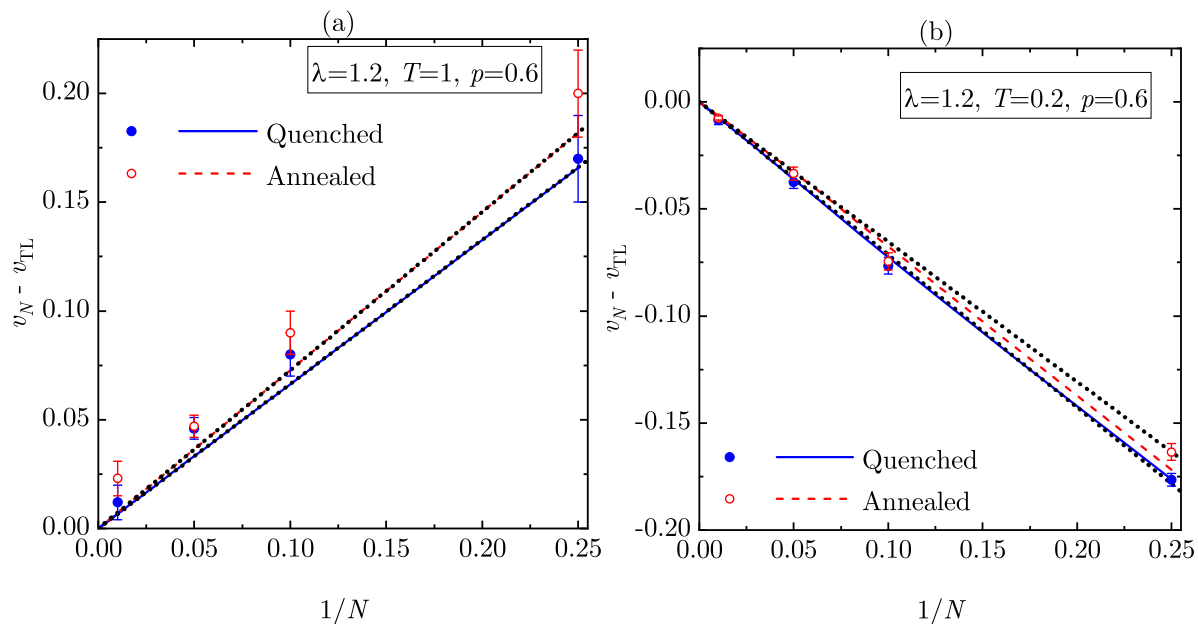 (a)
λ=1.2, T=1, p=0.6
Quenched
Annealed
0.20
0.15
0.10
0.05
0.00
v_N - v_TL
0.00 0.05 0.10 0.15 0.20 0.25
1/N
(b)
λ=1.2, T=0.2, p=0.6
0.00
-0.05
-0.10
-0.15
-0.20
v_N - v_TL
Quenched
Annealed
0.00 0.05 0.10 0.15 0.20 0.25
1/N